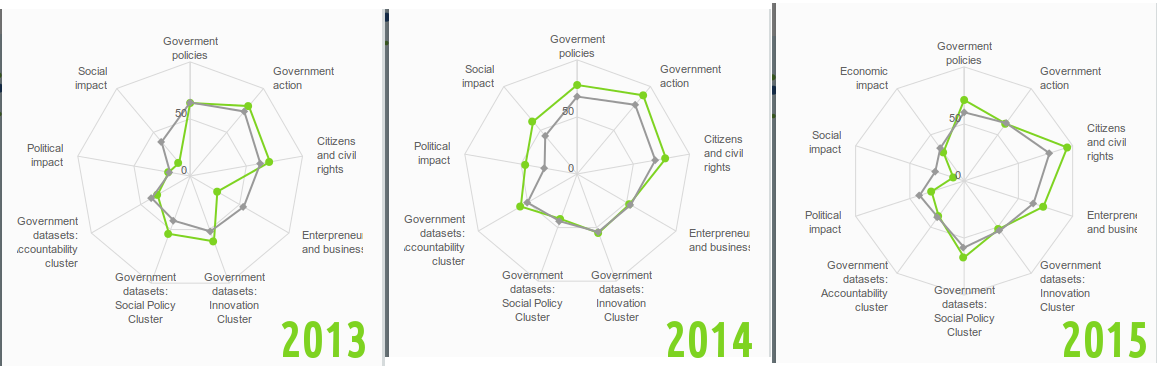 Goverment
policies
Social
impact
Government
action
50
Political
impact
Citizens
and civil
rights
0
Government
datasets:
ccountability
cluster
Enterpreneu
and business
Government
datasets:
Social Policy
Cluster
Government
datasets:
Innovation
Cluster
2013
Goverment
policies
Social
impact
Government
action
50
Political
impact
Citizens
and civil
rights
0
Government
datasets:
ccountability
cluster
Enterpreneu
and business
Government
datasets:
Social Policy
Cluster
Government
datasets:
Innovation
Cluster
2014
Goverment
policies
Economic
impact
Government
action
50
Social
impact
Citizens
and civil
rights
0
Political
impact
Enterprene
and busine
Government
datasets:
Accountability
cluster
Government
datasets:
Social Policy
Cluster
Government
datasets:
Innovation
Cluster
2015